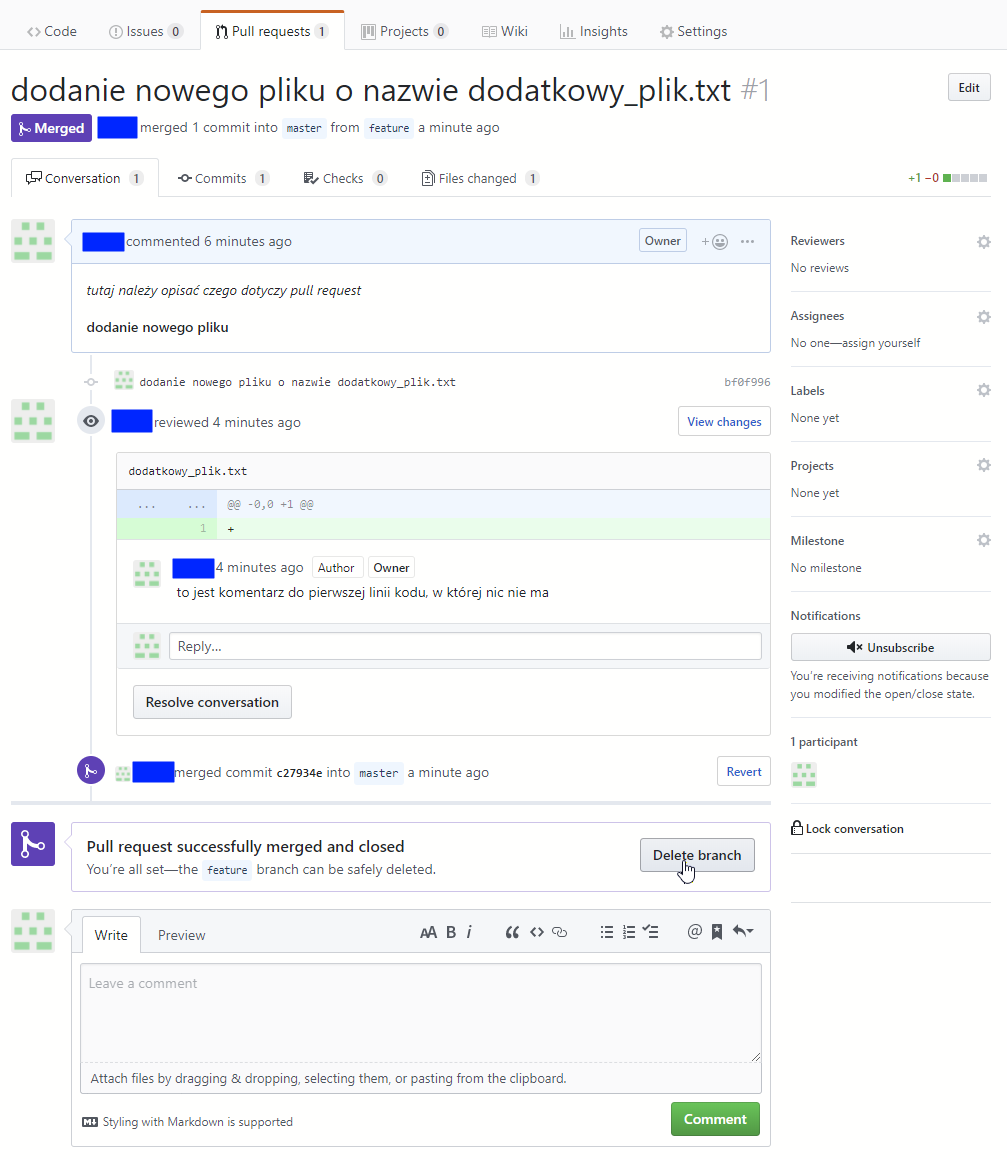 Code Issues 0 Pull requests 1 Projects 0 Wiki Insights Settings
dodanie nowego pliku o nazwie dodatkowy_plik.txt #1 Edit
Merged merged 1 commit into master from feature a minute ago
Conversation 1 Commits 1 Checks 0 Files changed 1 +1 −0
commented 6 minutes ago Owner
tutaj należy opisać czego dotyczy pull request
dodanie nowego pliku
dodanie nowego pliku o nazwie dodatkowy_plik.txt bf0f996
reviewed 4 minutes ago View changes
dodatkowy_plik.txt
... ... @@ -0,0 +1 @@
1 +
4 minutes ago Author Owner
to jest komentarz do pierwszej linii kodu, w której nic nie ma
Reply...
Resolve conversation
merged commit c27934e into master a minute ago Revert
Pull request successfully merged and closed
You're all set—the feature branch can be safely deleted.
Delete branch
Write Preview
Leave a comment
Attach files by dragging & dropping, selecting them, or pasting from the clipboard.
Styling with Markdown is supported
Comment
Reviewers
No reviews
Assignees
No one—assign yourself
Labels
None yet
Projects
None yet
Milestone
No milestone
Notifications
Unsubscribe
You're receiving notifications because
you modified the open/close state.
1 participant
Lock conversation